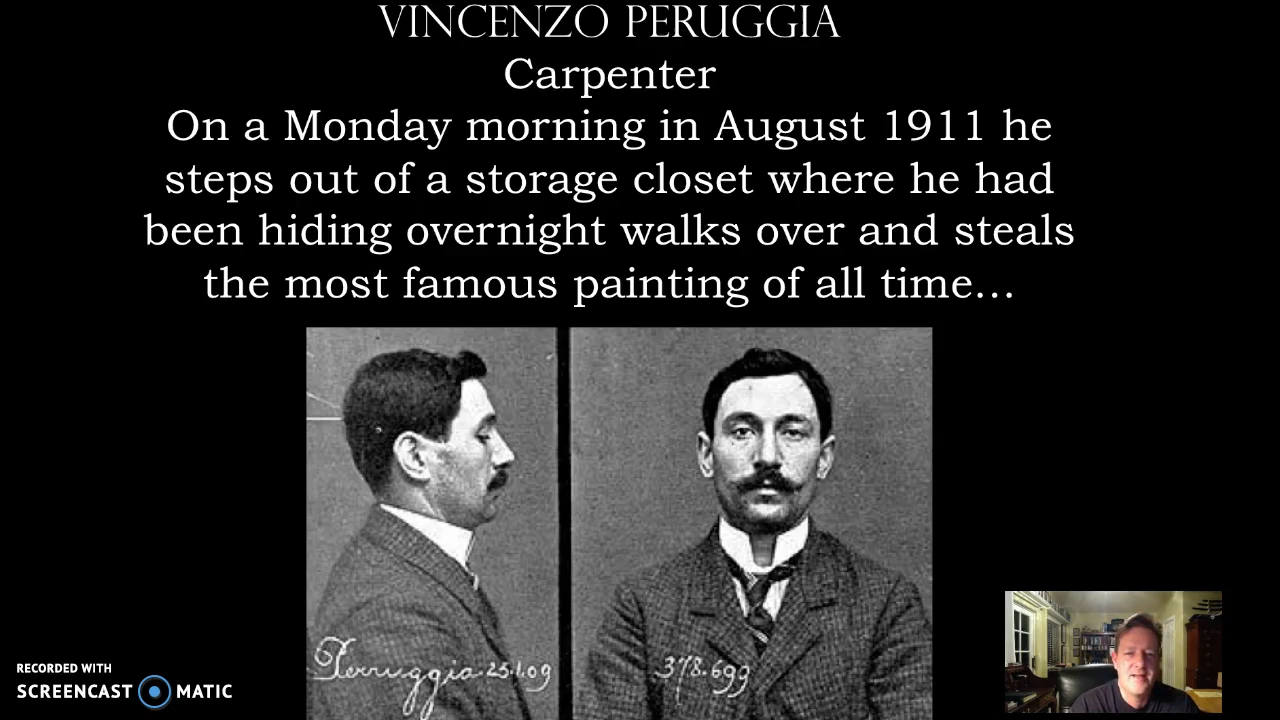 VINCENZO PERUGGIA
Carpenter
On a Monday morning in August 1911 he
steps out of a storage closet where he had
been hiding overnight walks over and steals
the most famous painting of all time...
Perruggia 25.1.09
378.699
RECORDED WITH
SCREENCAST MATIC